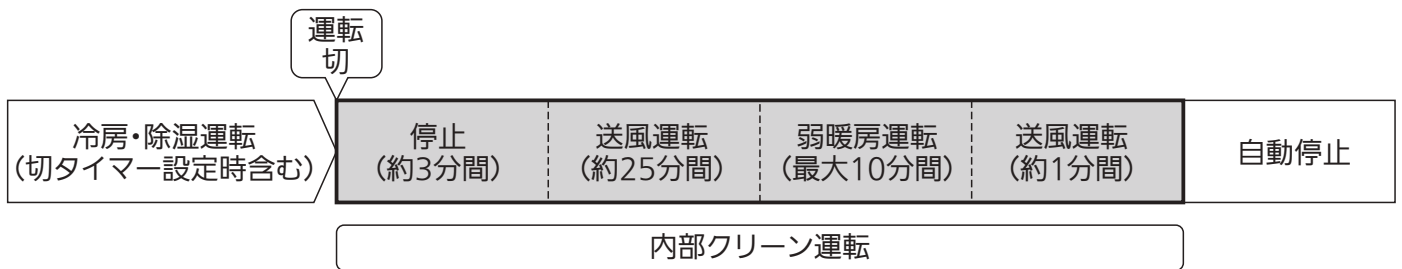 運転
切
冷房・除湿運転
（切タイマー設定時含む）
停止
（約3分間）
送風運転
（約25分間）
弱暖房運転
（最大10分間）
送風運転
（約1分間）
自動停止
内部クリーン運転